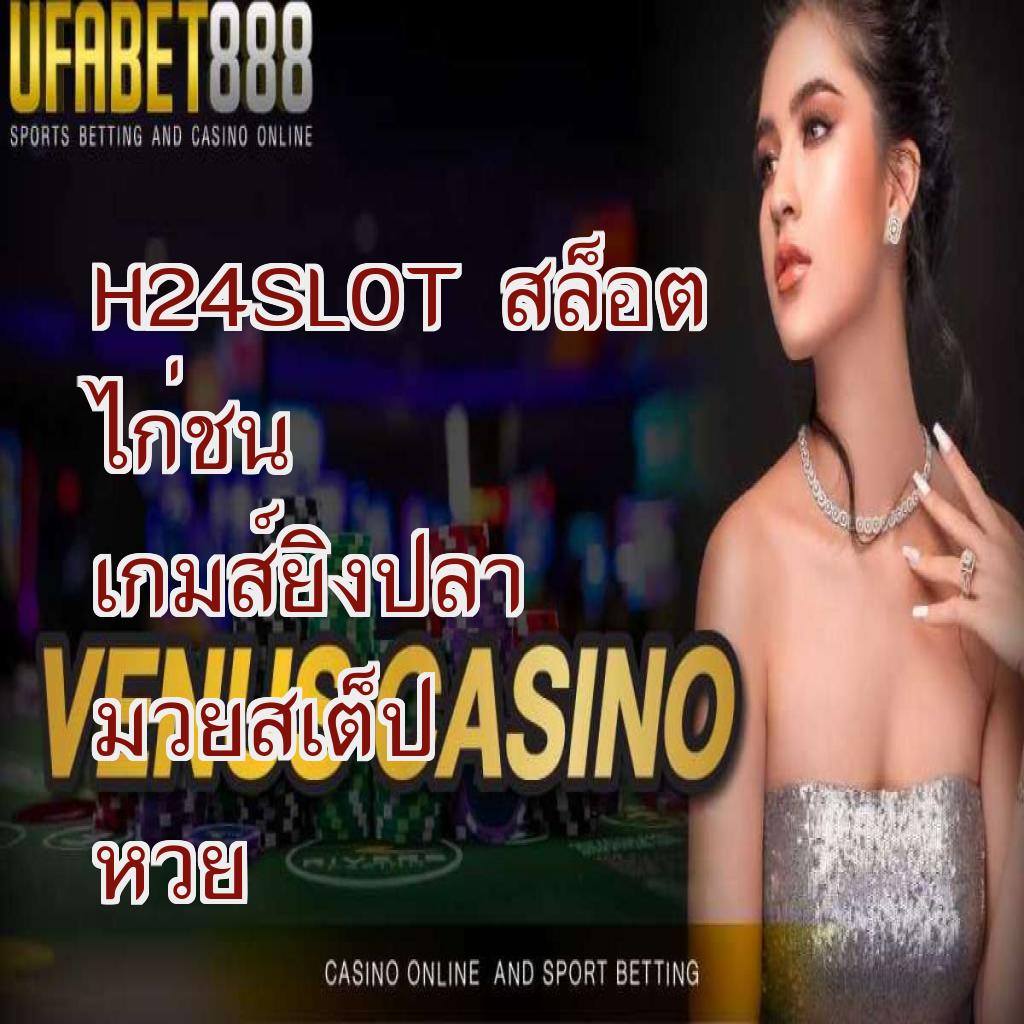 UFABET888
SPORTS BETTING AND CASINO ONLINE
H24SLOT สล็อต
ไก่ชน
เกมส์ยิงปลา
VENUS CASINO
มวยสเต็ป
หวย
CASINO ONLINE AND SPORT BETTING